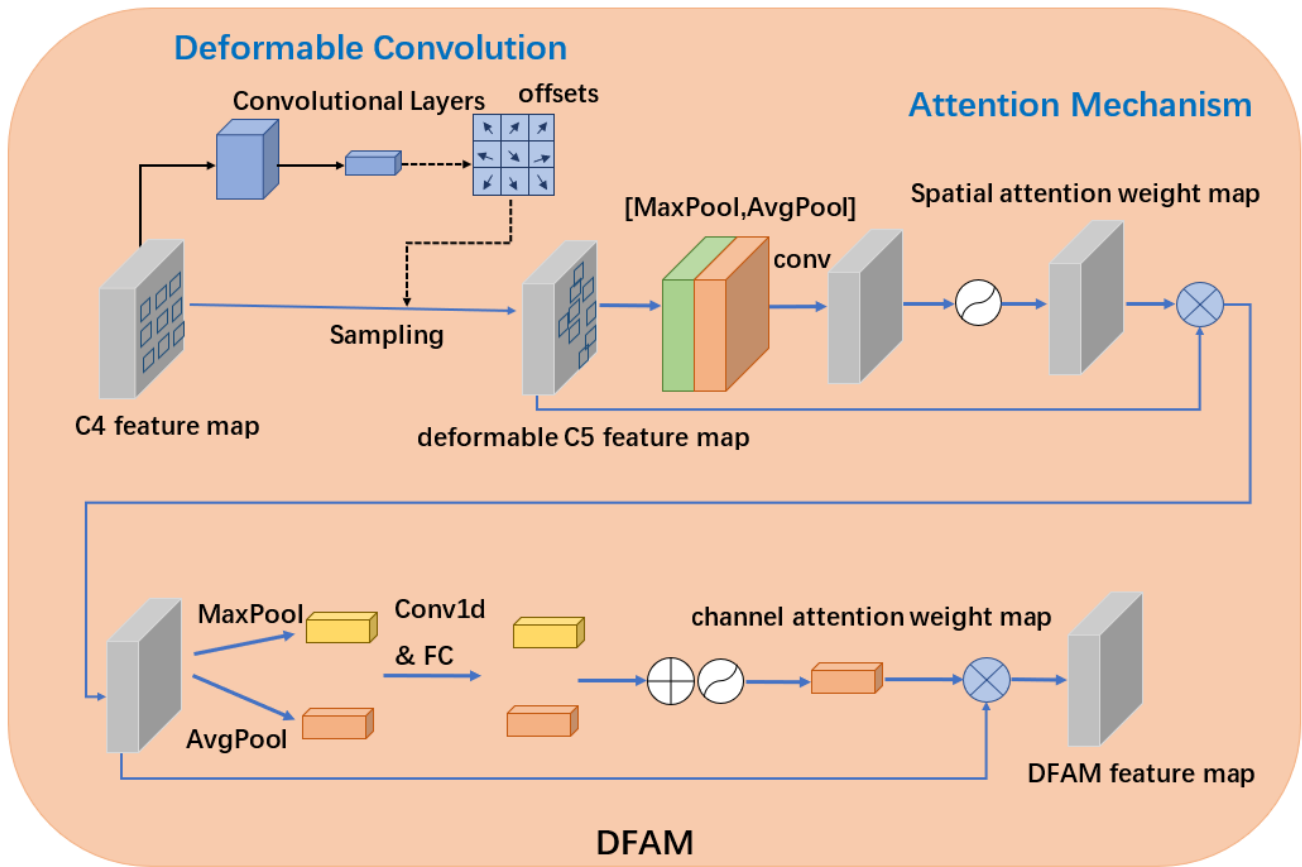 Deformable Convolution
Convolutional Layers
offsets
Attention Mechanism
[MaxPool,AvgPool]
Spatial attention weight map
conv
Sampling
C4 feature map
deformable C5 feature map
MaxPool
Conv1d
& FC
channel attention weight map
AvgPool
DFAM feature map
DFAM